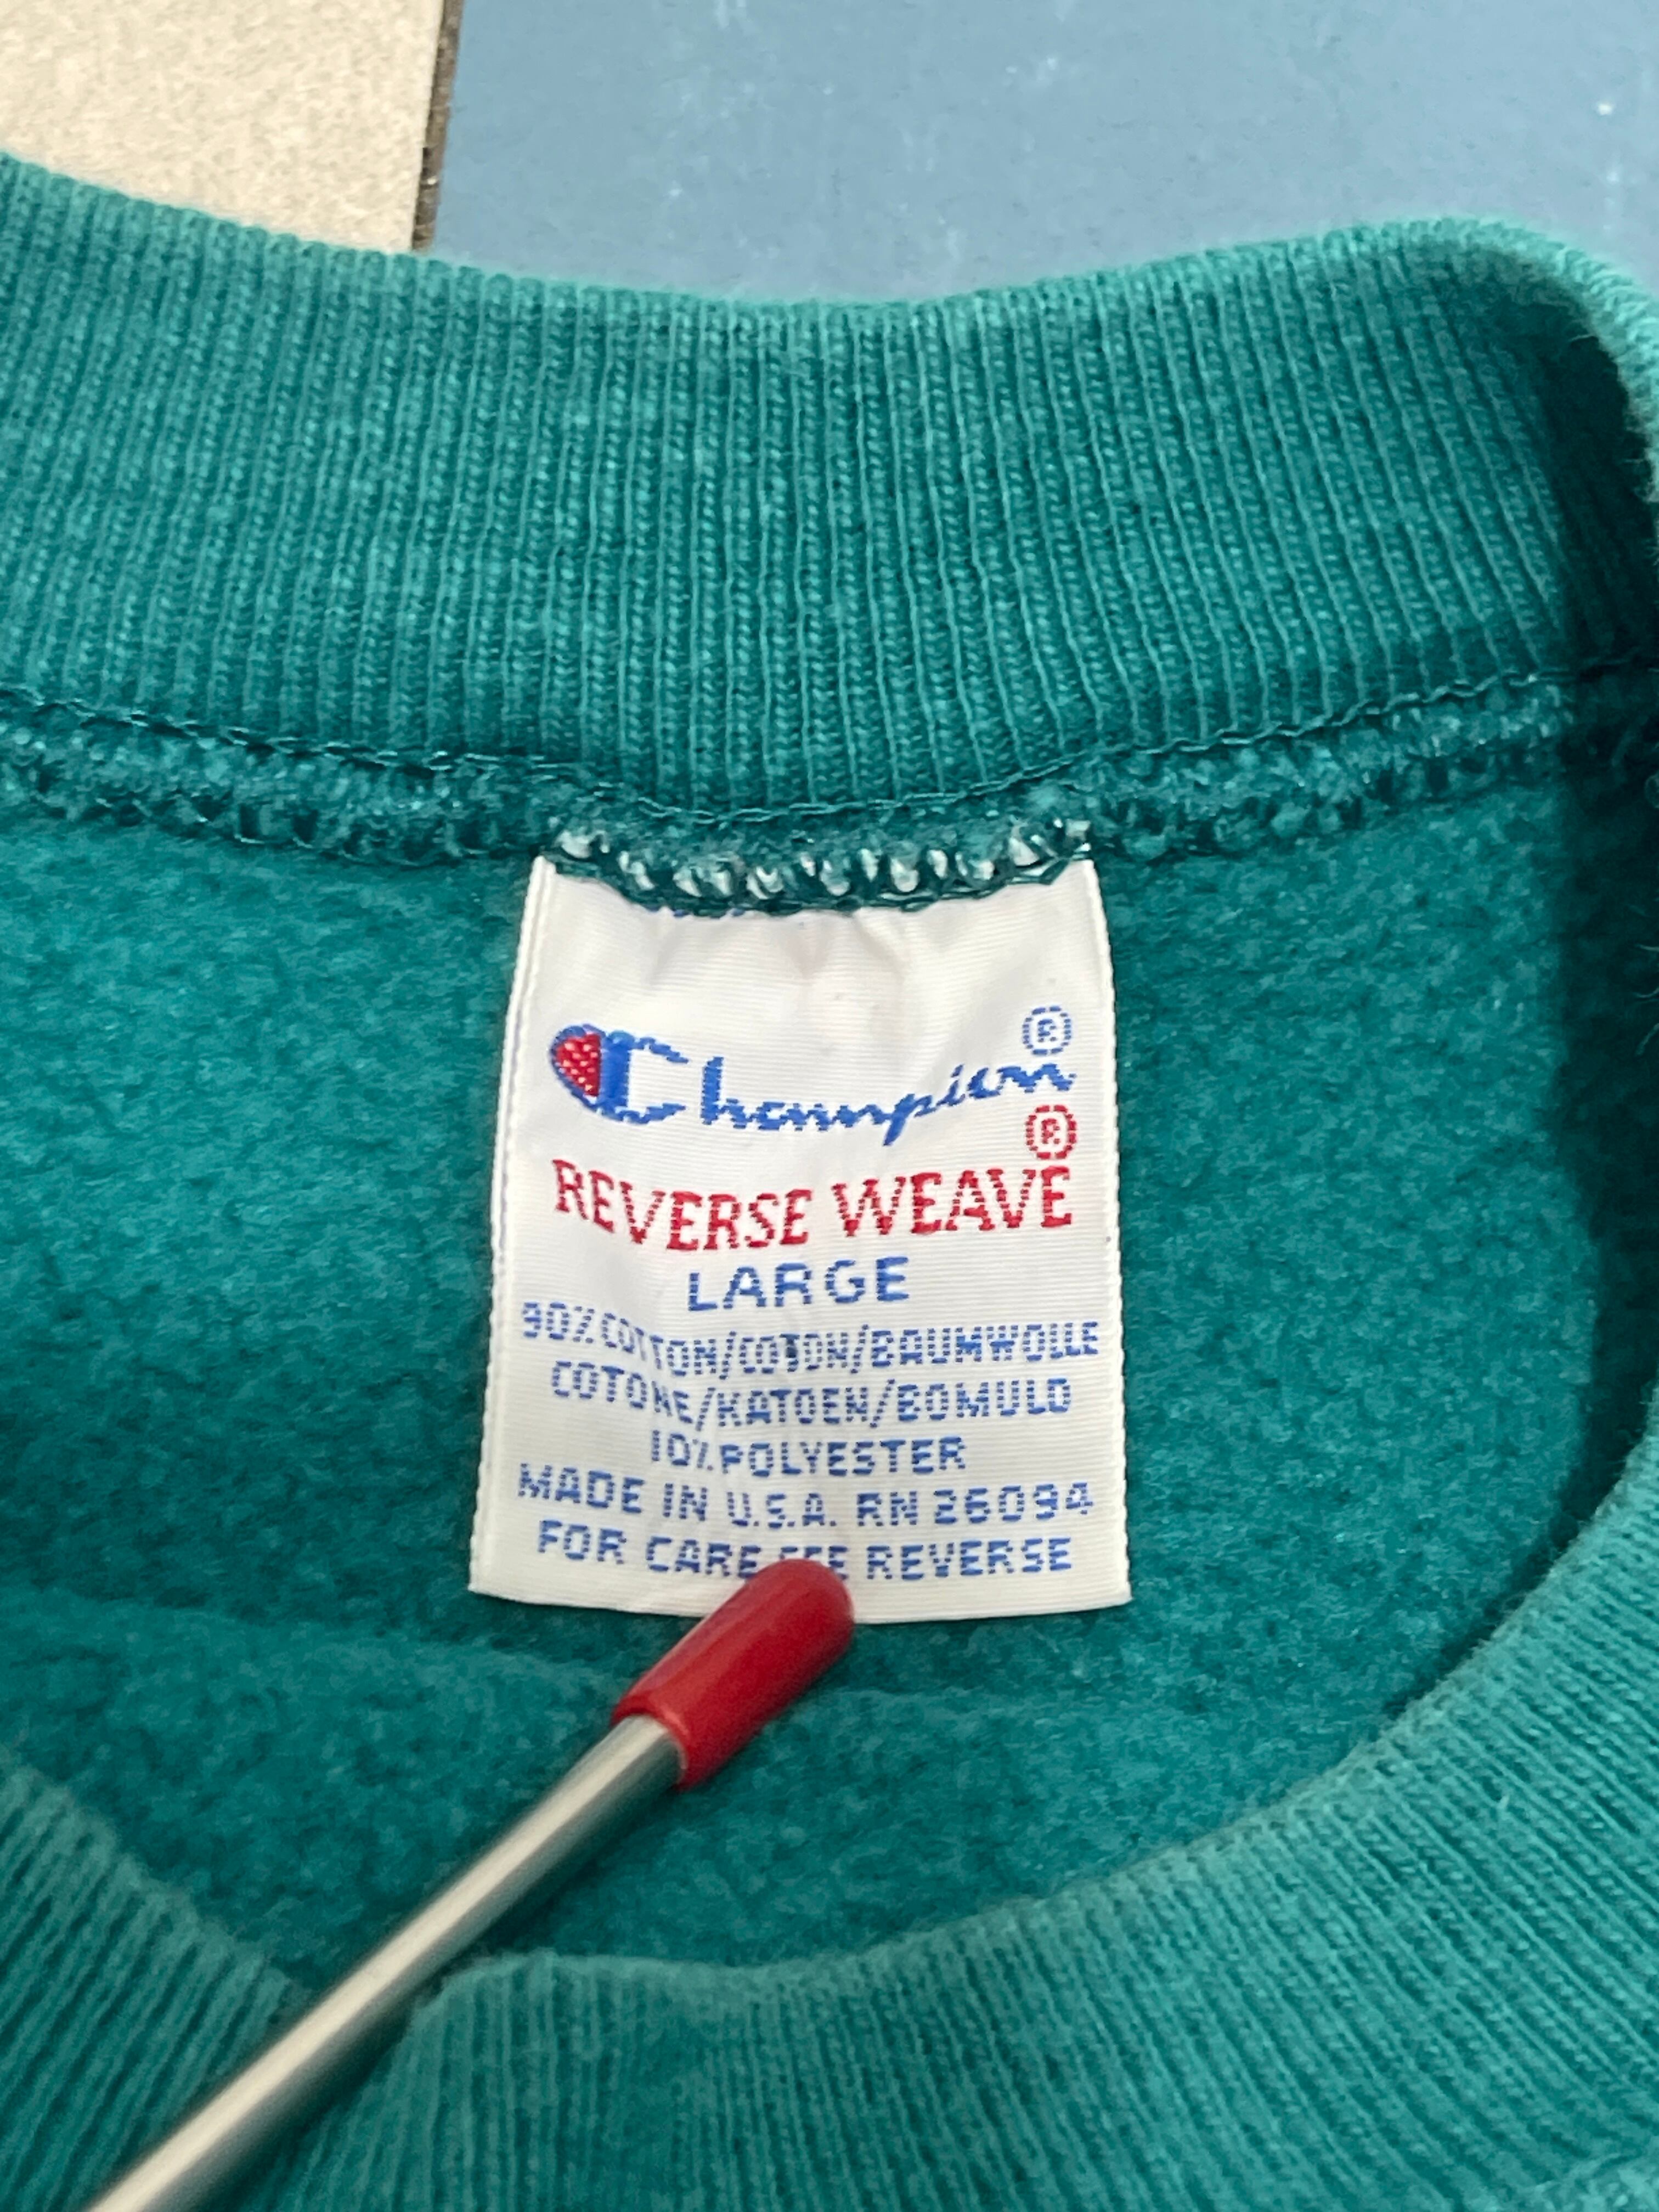 Champion®
®
REVERSE WEAVE
LARGE
90% COTTON/COTON/BAUMWOLLE
COTONE/KATOEN/BOMULD
10% POLYESTER
MADE IN U.S.A. RN 26094
FOR CARE SEE REVERSE